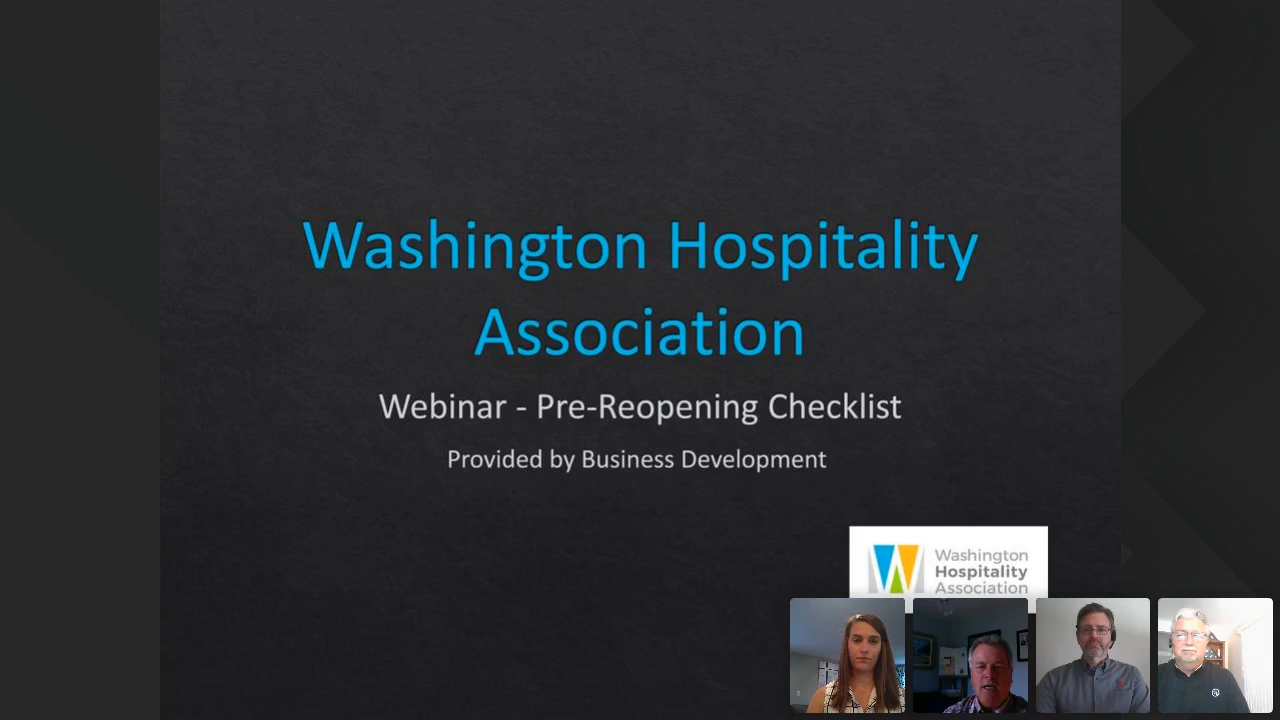 Washington Hospitality
Association
Webinar - Pre-Reopening Checklist
Provided by Business Development
Washington
Hospitality
Association